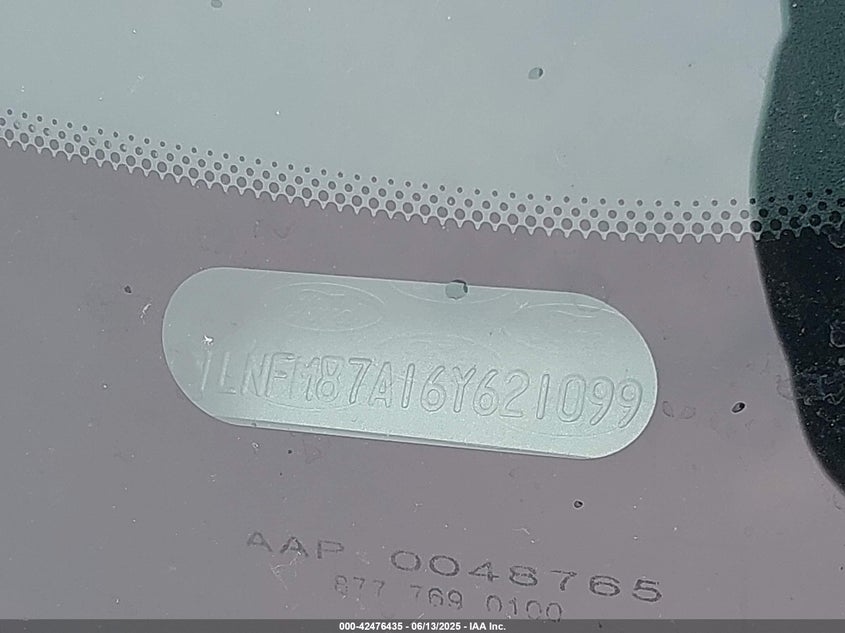 1LNFM87A16Y621099
AAP 0048765
877 769 0100
000-42476435 - 06/13/2025 - IAA Inc.